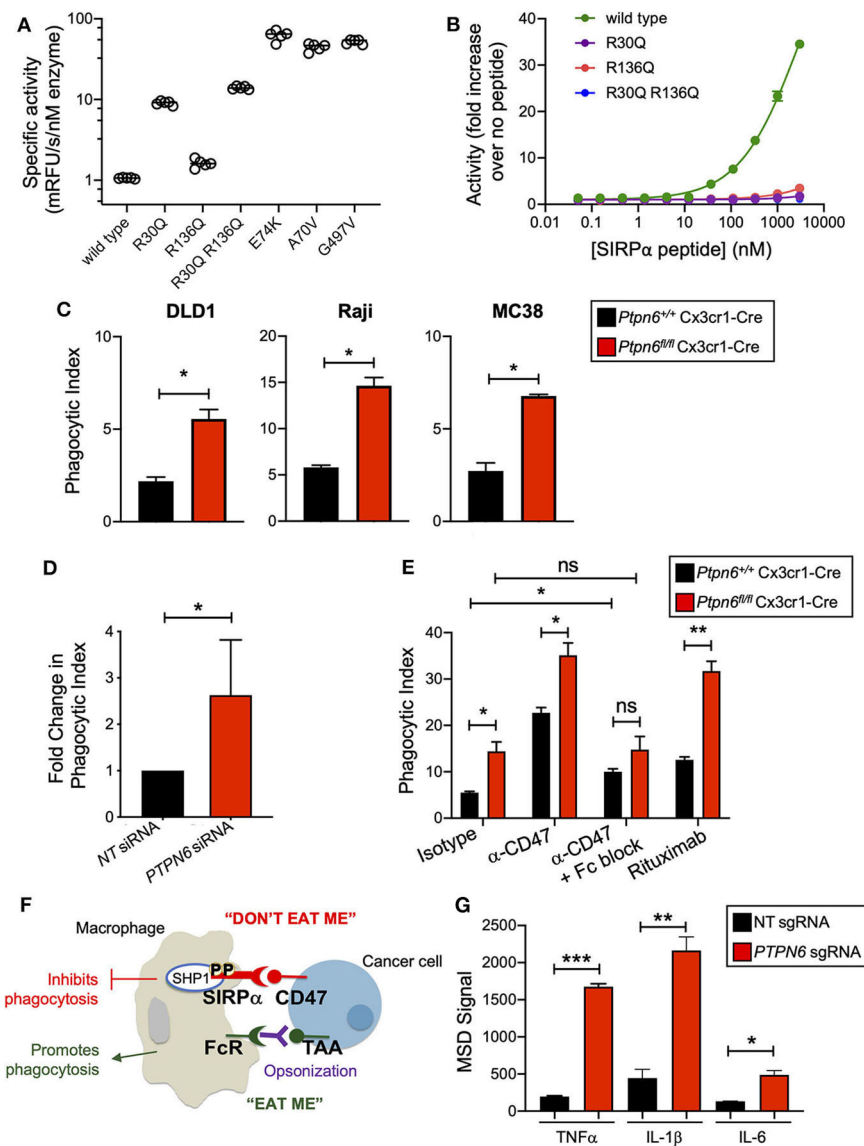 A
Specific activity
(mRFU/s/nM enzyme)
100
10
1
wild type
R30Q
R136Q
R30Q R136Q
E74K
A70V
G497V
B
Activity (fold increase
over no peptide)
40
30
20
10
0
0.01
0.1
1
10
100
1000
10000
[SIRPα peptide] (nM)
wild type
R30Q
R136Q
R30Q R136Q
C
DLD1
Raji
MC38
Ptpn6+/+ Cx3cr1-Cre
Ptpn6fl/fl Cx3cr1-Cre
Phagocytic Index
10
5
0
*
20
15
10
5
0
*
10
5
0
*
D
Fold Change in
Phagocytic Index
4
3
2
1
0
*
NT siRNA
PTPN6 siRNA
E
Ptpn6+/+ Cx3cr1-Cre
Ptpn6fl/fl Cx3cr1-Cre
ns
*
Phagocytic Index
40
30
20
10
0
*
*
ns
**
Isotype
α-CD47
α-CD47
+ Fc block
Rituximab
F
Macrophage
"DON'T EAT ME"
Cancer cell
Inhibits
phagocytosis
SHP1
PP
SIRPα CD47
Promotes
phagocytosis
FcR
TAA
Opsonization
"EAT ME"
G
NT sgRNA
PTPN6 sgRNA
MSD Signal
2500
2000
1500
1000
500
0
***
**
*
TNFα
IL-1β
IL-6